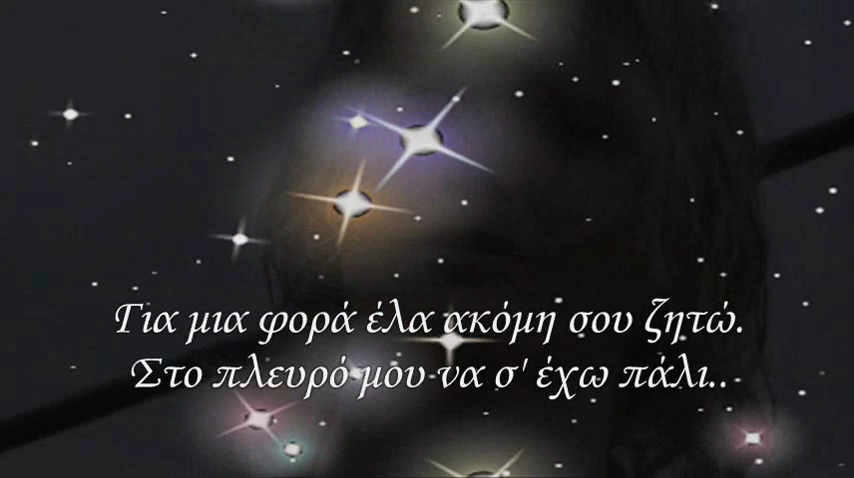 Για μια φορά έλα ακόμη σου ζητώ.
Στο πλευρό μου να σ' έχω πάλι..